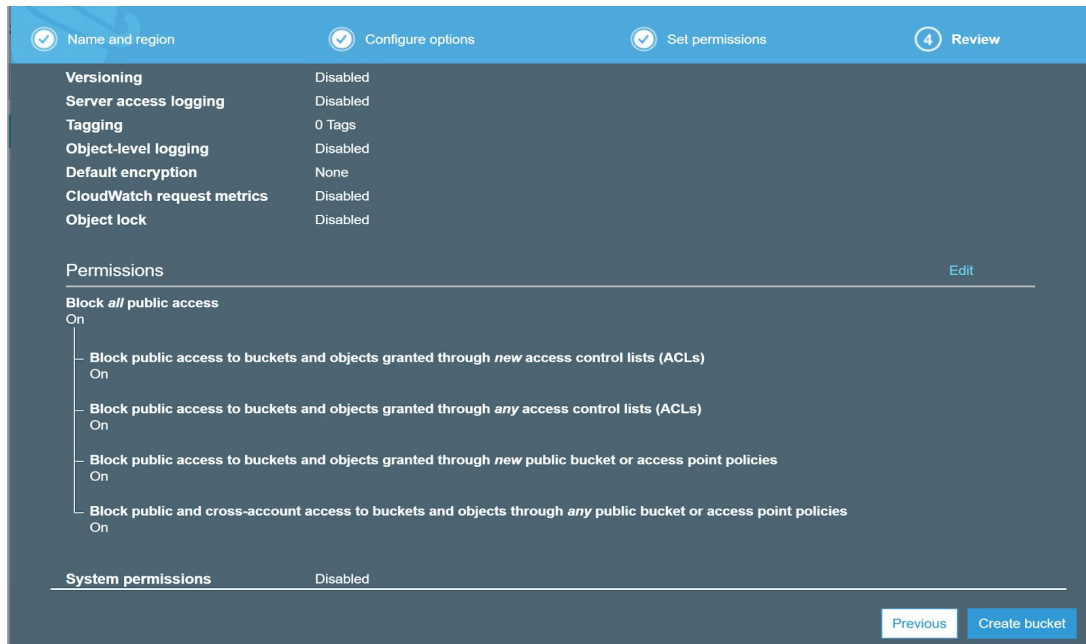 Name and region Configure options Set permissions 4 Review
Versioning Disabled
Server access logging Disabled
Tagging 0 Tags
Object-level logging Disabled
Default encryption None
CloudWatch request metrics Disabled
Object lock Disabled
Permissions Edit
Block all public access
On
Block public access to buckets and objects granted through new access control lists (ACLs)
On
Block public access to buckets and objects granted through any access control lists (ACLs)
On
Block public access to buckets and objects granted through new public bucket or access point policies
On
Block public and cross-account access to buckets and objects through any public bucket or access point policies
On
System permissions Disabled
Previous Create bucket